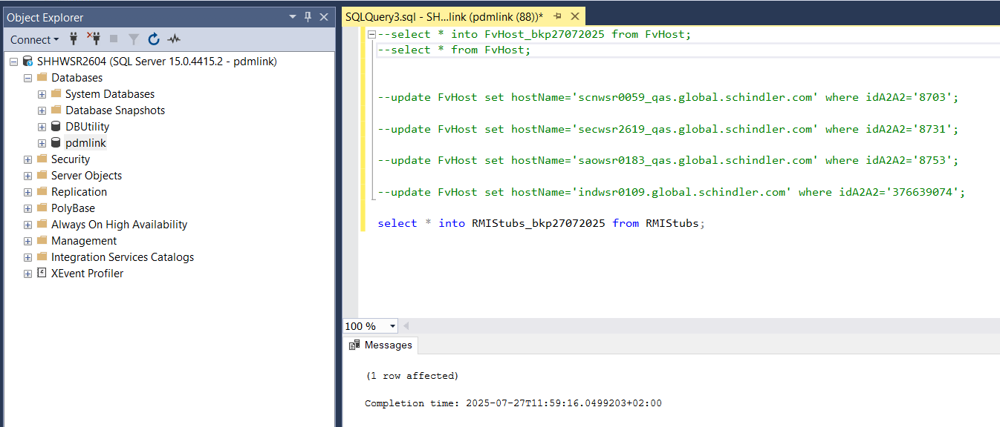 Object Explorer
Connect
SHHWSR2604 (SQL Server 15.0.4415.2 - pdmlink)
Databases
System Databases
Database Snapshots
DBUtility
pdmlink
Security
Server Objects
Replication
PolyBase
Always On High Availability
Management
Integration Services Catalogs
XEvent Profiler
SQLQuery3.sql - SH...link (pdmlink (88))*
--select * into FvHost_bkp27072025 from FvHost;
--select * from FvHost;
--update FvHost set hostName='scnwsr0059_qas.global.schindler.com' where idA2A2='8703';
--update FvHost set hostName='secwsr2619_qas.global.schindler.com' where idA2A2='8731';
--update FvHost set hostName='saowsr0183_qas.global.schindler.com' where idA2A2='8753';
--update FvHost set hostName='indwsr0109.global.schindler.com' where idA2A2='376639074';
select * into RMIStubs_bkp27072025 from RMIStubs;
100 %
Messages
(1 row affected)
Completion time: 2025-07-27T11:59:16.0499203+02:00